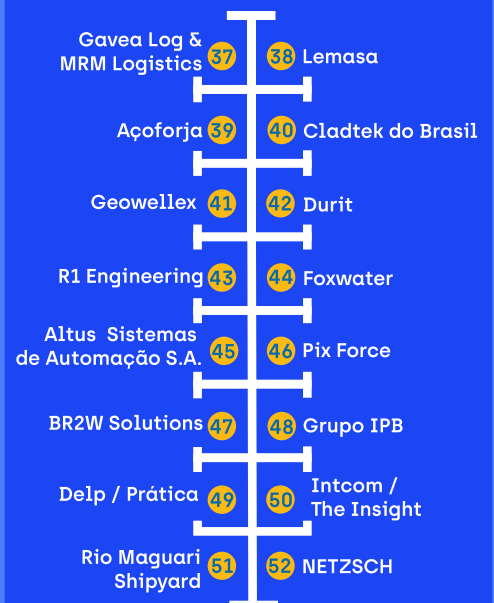 Gavea Log &
MRM Logistics 37
38 Lemasa
Açoforja 39
40 Cladtek do Brasil
Geowellex 41
42 Durit
R1 Engineering 43
44 Foxwater
Altus Sistemas
de Automação S.A. 45
46 Pix Force
BR2W Solutions 47
48 Grupo IPB
Delp / Prática 49
50 Intcom /
The Insight
Rio Maguari
Shipyard 51
52 NETZSCH